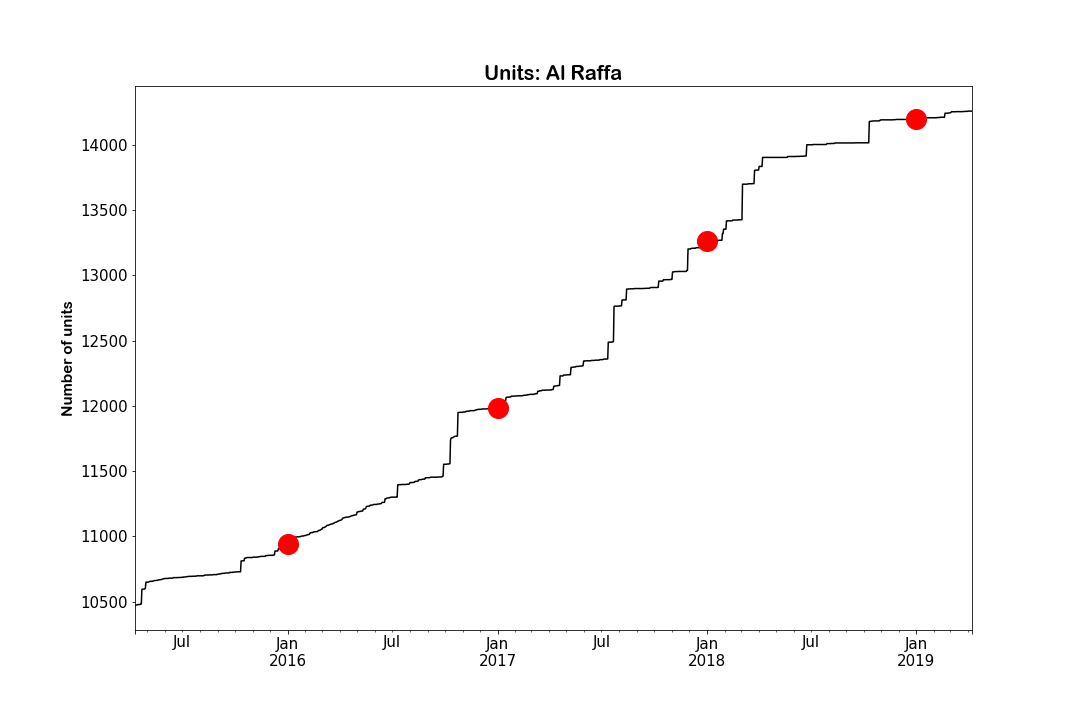 Units: Al Raffa
Number of units
14000
13500
13000
12500
12000
11500
11000
10500
Jul
Jan
2016
Jul
Jan
2017
Jul
Jan
2018
Jul
Jan
2019